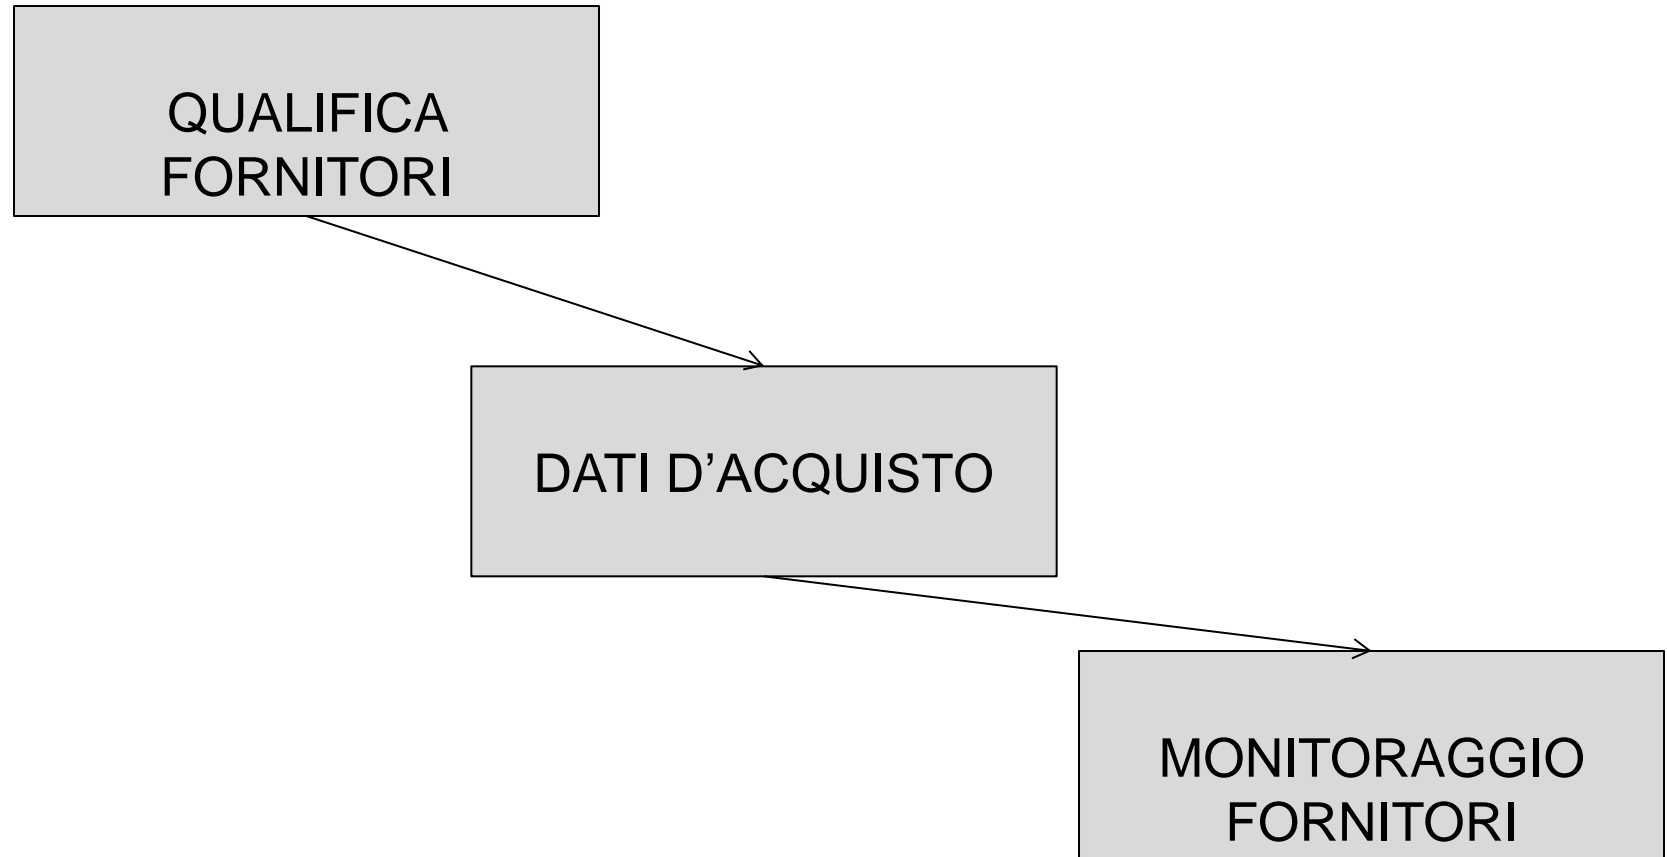 QUALIFICA
FORNITORI
DATI D’ACQUISTO
MONITORAGGIO
FORNITORI